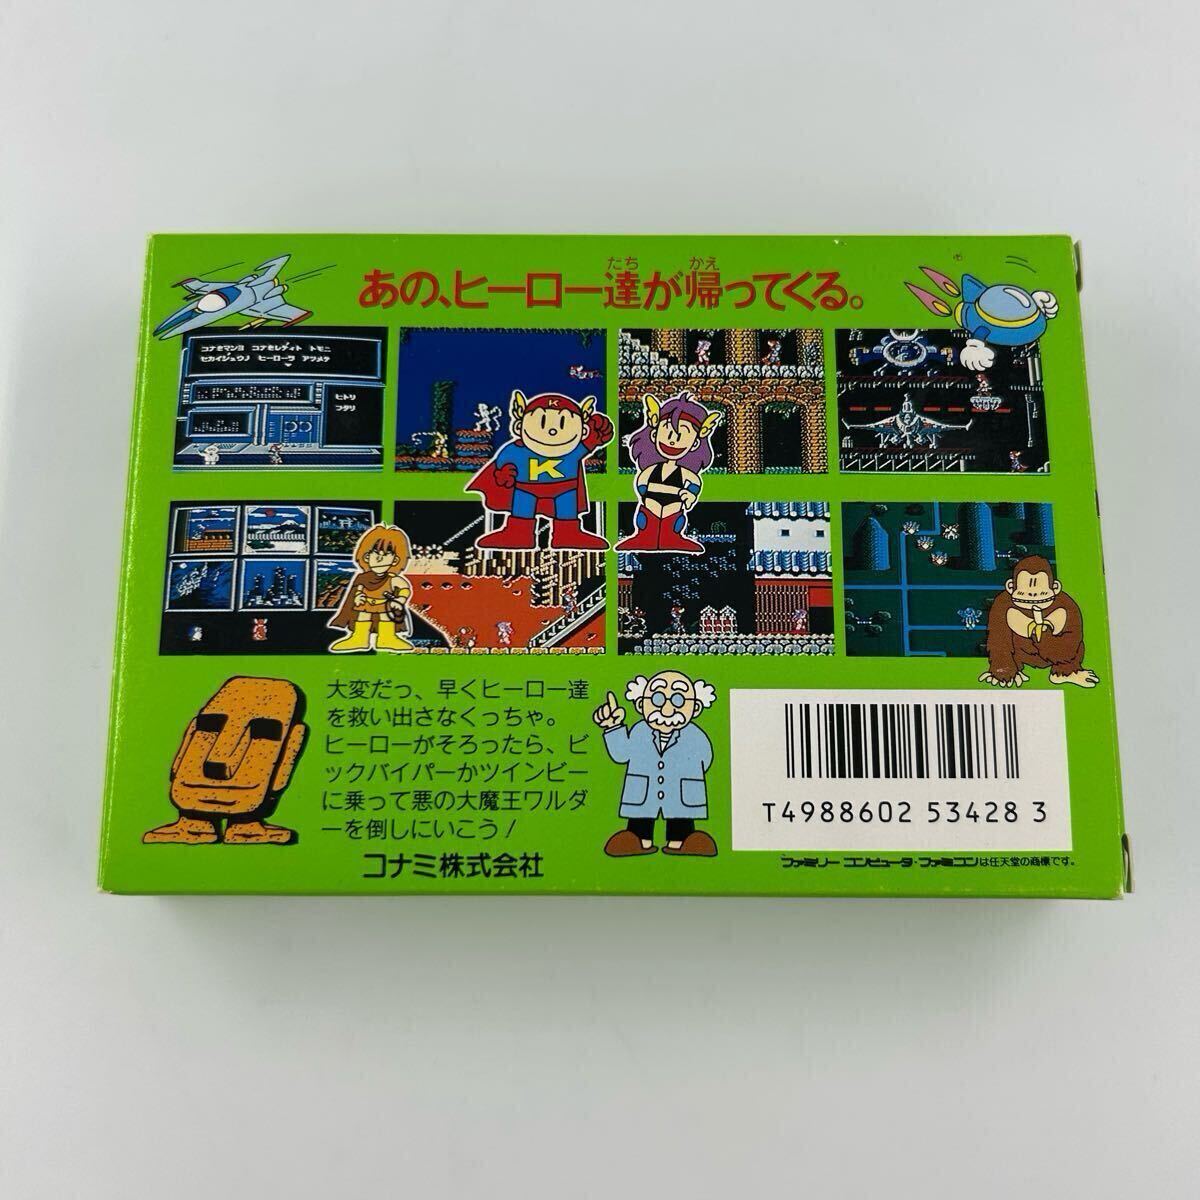 たち かえ
あの、ヒーロー達が帰ってくる。
コナミマンヨ コナミレディト トモニ
セカイジュウノ ヒーローヲ アツメテ
ヒトリ
フタリ
K
K
大変だっ、早くヒーロー達
を救い出さなくっちゃ。
ヒーローがそろったら、ビ
ックバイパーかツインビー
に乗って悪の大魔王ワルダ
ーを倒しにいこう!
コナミ株式会社
T4988602 53428 3
ファミリー コンピュータ・ファミコンは任天堂の商標です。